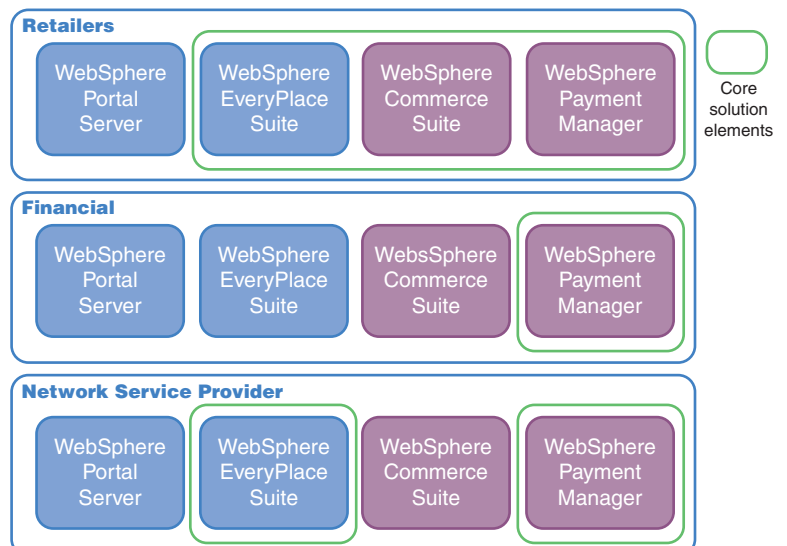 Retailers
WebSphere
Portal
Server
WebSphere
EveryPlace
Suite
WebSphere
Commerce
Suite
WebSphere
Payment
Manager
Core
solution
elements
Financial
WebSphere
Portal
Server
WebSphere
EveryPlace
Suite
WebsSphere
Commerce
Suite
WebSphere
Payment
Manager
Network Service Provider
WebSphere
Portal
Server
WebSphere
EveryPlace
Suite
WebSphere
Commerce
Suite
WebSphere
Payment
Manager